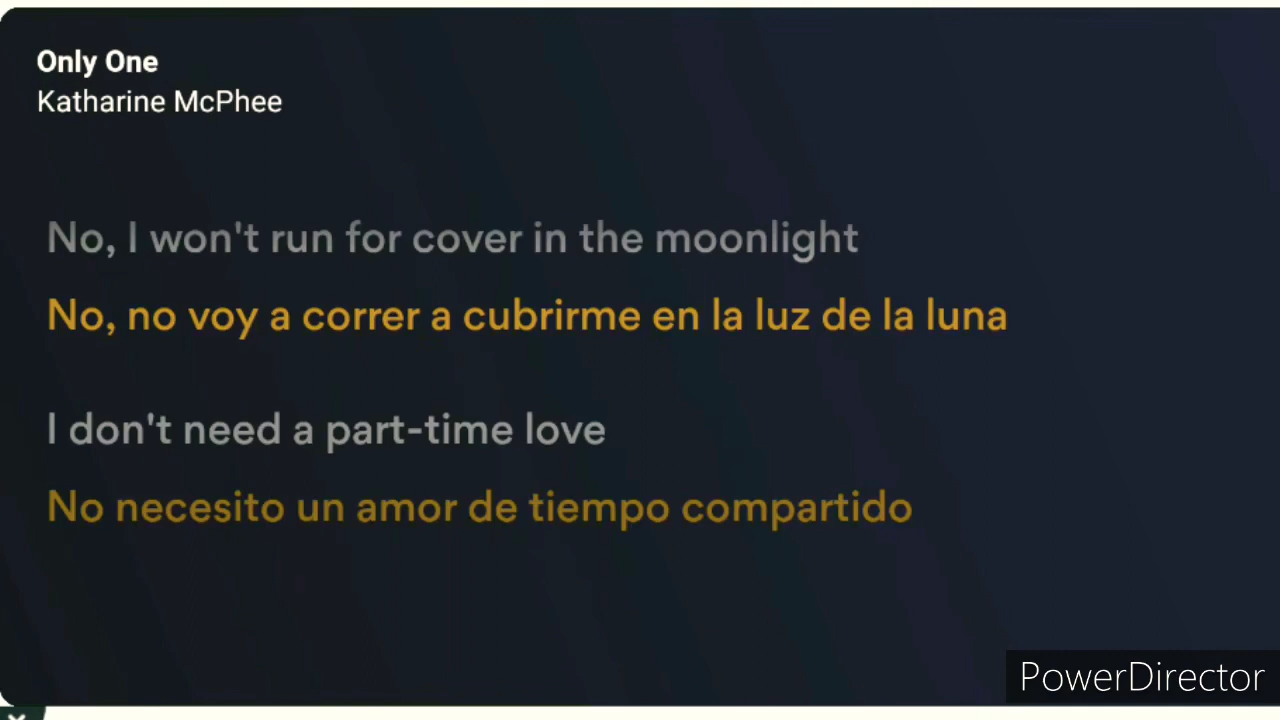 Only One
Katharine McPhee
No, I won't run for cover in the moonlight
No, no voy a correr a cubrirme en la luz de la luna
I don't need a part-time love
No necesito un amor de tiempo compartido
PowerDirector